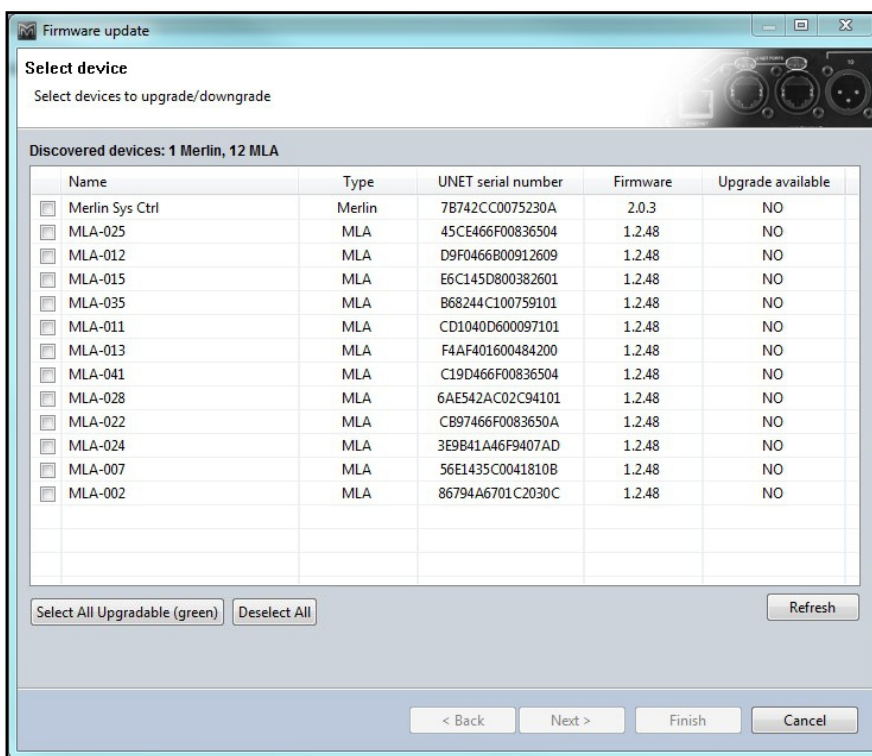 Firmware update
Select device
Select devices to upgrade/downgrade
Discovered devices: 1 Merlin, 12 MLA
Name Type UNET serial number Firmware Upgrade available
Merlin Sys Ctrl Merlin 7B742CC0075230A 2.0.3 NO
MLA-025 MLA 45CE466F00836504 1.2.48 NO
MLA-012 MLA D9F0466B00912609 1.2.48 NO
MLA-015 MLA E6C145D800382601 1.2.48 NO
MLA-035 MLA B68244C100759101 1.2.48 NO
MLA-011 MLA CD1040D600097101 1.2.48 NO
MLA-013 MLA F4AF401600484200 1.2.48 NO
MLA-041 MLA C19D466F00836504 1.2.48 NO
MLA-028 MLA 6AE542AC02C94101 1.2.48 NO
MLA-022 MLA CB97466F0083650A 1.2.48 NO
MLA-024 MLA 3E9B41A46F9407AD 1.2.48 NO
MLA-007 MLA 56E1435C0041810B 1.2.48 NO
MLA-002 MLA 86794A6701C2030C 1.2.48 NO
Select All Upgradable (green) Deselect All Refresh
< Back Next > Finish Cancel